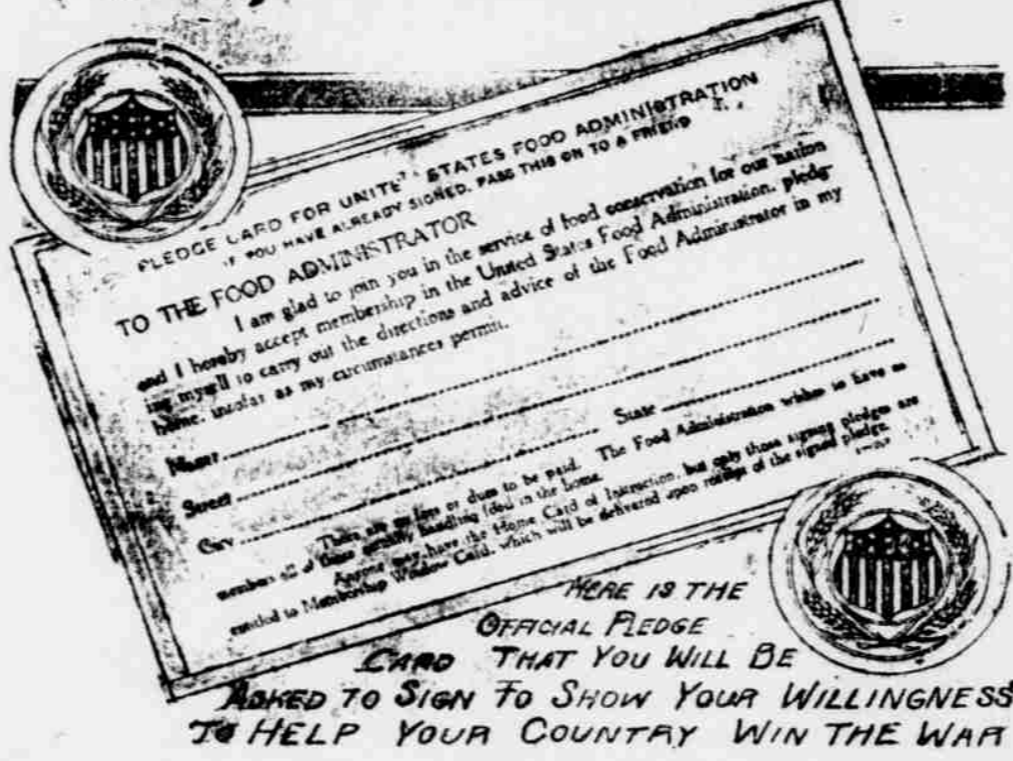 PLEDGE CARD FOR UNITED STATES FOOD ADMINISTRATION
IF YOU HAVE ALREADY SIGNED, PASS THIS ON TO A FRIEND
TO THE FOOD ADMINISTRATOR
I am glad to join you in the service of food conservation for our nation
and I hereby accept membership in the United States Food Administration, pledg-
ing myself to carry out the directions and advice of the Food Administrator in my
home, insofar as my circumstances permit.
Name
Street
City State
There are no fees or dues to be paid. The Food Administration wishes to have as
members all of those actually handling food in the home.
Anyone may have the Home Card of Instruction, but only those signing pledges are
entitled to Membership Window Card, which will be delivered upon receipt of the signed pledge.
HERE IS THE
OFFICIAL PLEDGE
CARD THAT YOU WILL BE
ASKED TO SIGN TO SHOW YOUR WILLINGNESS
TO HELP YOUR COUNTRY WIN THE WAR